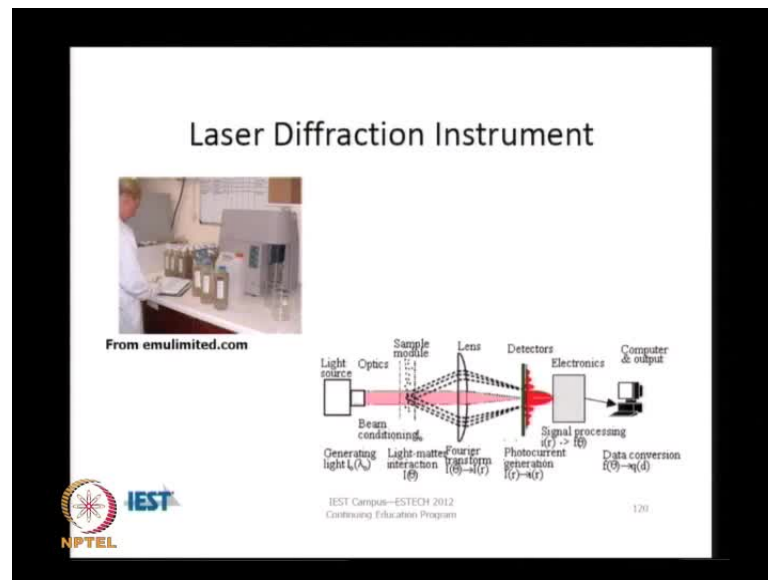 Laser Diffraction Instrument
From emulimited.com
Light source
Optics
Sample module
Lens
Detectors
Electronics
Computer & output
Beam conditioning
Signal processing
Generating light
Light-matter interaction
Fourier transform
Photocurrent generation
Data conversion
NPTEL
IEST
IEST Campus—ESTECH 2012
Continuing Education Program
120